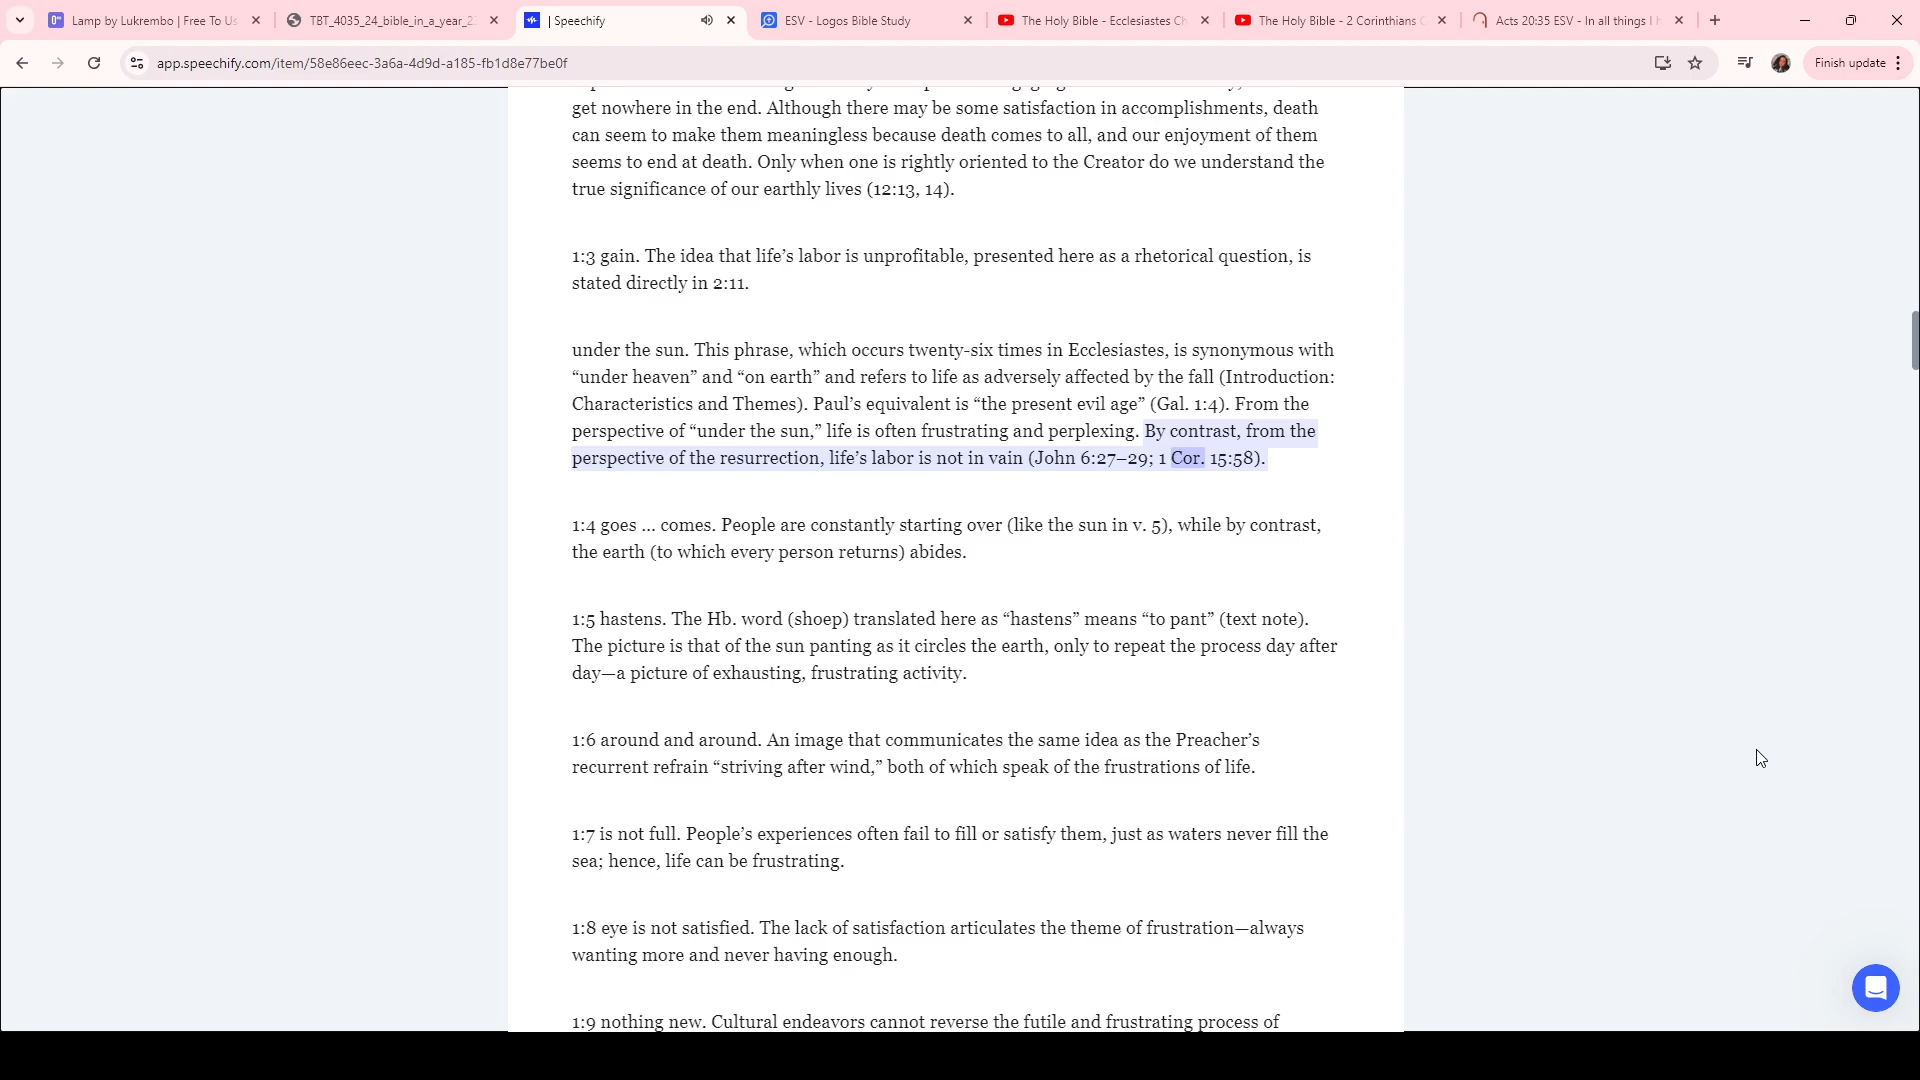 Lamp by Lukrembo | Free To Us
TBT_4035_24_bible_in_a_year_2
| Speechify
ESV - Logos Bible Study
The Holy Bible - Ecclesiastes Ch
The Holy Bible - 2 Corinthians C
Acts 20:35 ESV - In all things I h
app.speechify.com/item/58e86eec-3a6a-4d9d-a185-fb1d8e77be0f
Finish update
get nowhere in the end. Although there may be some satisfaction in accomplishments, death
can seem to make them meaningless because death comes to all, and our enjoyment of them
seems to end at death. Only when one is rightly oriented to the Creator do we understand the
true significance of our earthly lives (12:13, 14).
1:3 gain. The idea that life’s labor is unprofitable, presented here as a rhetorical question, is
stated directly in 2:11.
under the sun. This phrase, which occurs twenty-six times in Ecclesiastes, is synonymous with
“under heaven” and “on earth” and refers to life as adversely affected by the fall (Introduction:
Characteristics and Themes). Paul’s equivalent is “the present evil age” (Gal. 1:4). From the
perspective of “under the sun,” life is often frustrating and perplexing. By contrast, from the
perspective of the resurrection, life’s labor is not in vain (John 6:27–29; 1 Cor. 15:58).
1:4 goes … comes. People are constantly starting over (like the sun in v. 5), while by contrast,
the earth (to which every person returns) abides.
1:5 hastens. The Hb. word (shoep) translated here as “hastens” means “to pant” (text note).
The picture is that of the sun panting as it circles the earth, only to repeat the process day after
day—a picture of exhausting, frustrating activity.
1:6 around and around. An image that communicates the same idea as the Preacher’s
recurrent refrain “striving after wind,” both of which speak of the frustrations of life.
1:7 is not full. People’s experiences often fail to fill or satisfy them, just as waters never fill the
sea; hence, life can be frustrating.
1:8 eye is not satisfied. The lack of satisfaction articulates the theme of frustration—always
wanting more and never having enough.
1:9 nothing new. Cultural endeavors cannot reverse the futile and frustrating process of